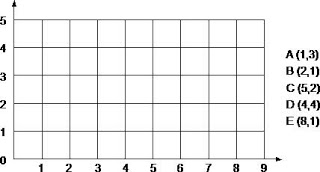 5
4
A (1,3)
3
B (2,1)
C (5,2)
2
D (4,4)
1
E (8,1)
0
1 2 3 4 5 6 7 8 9